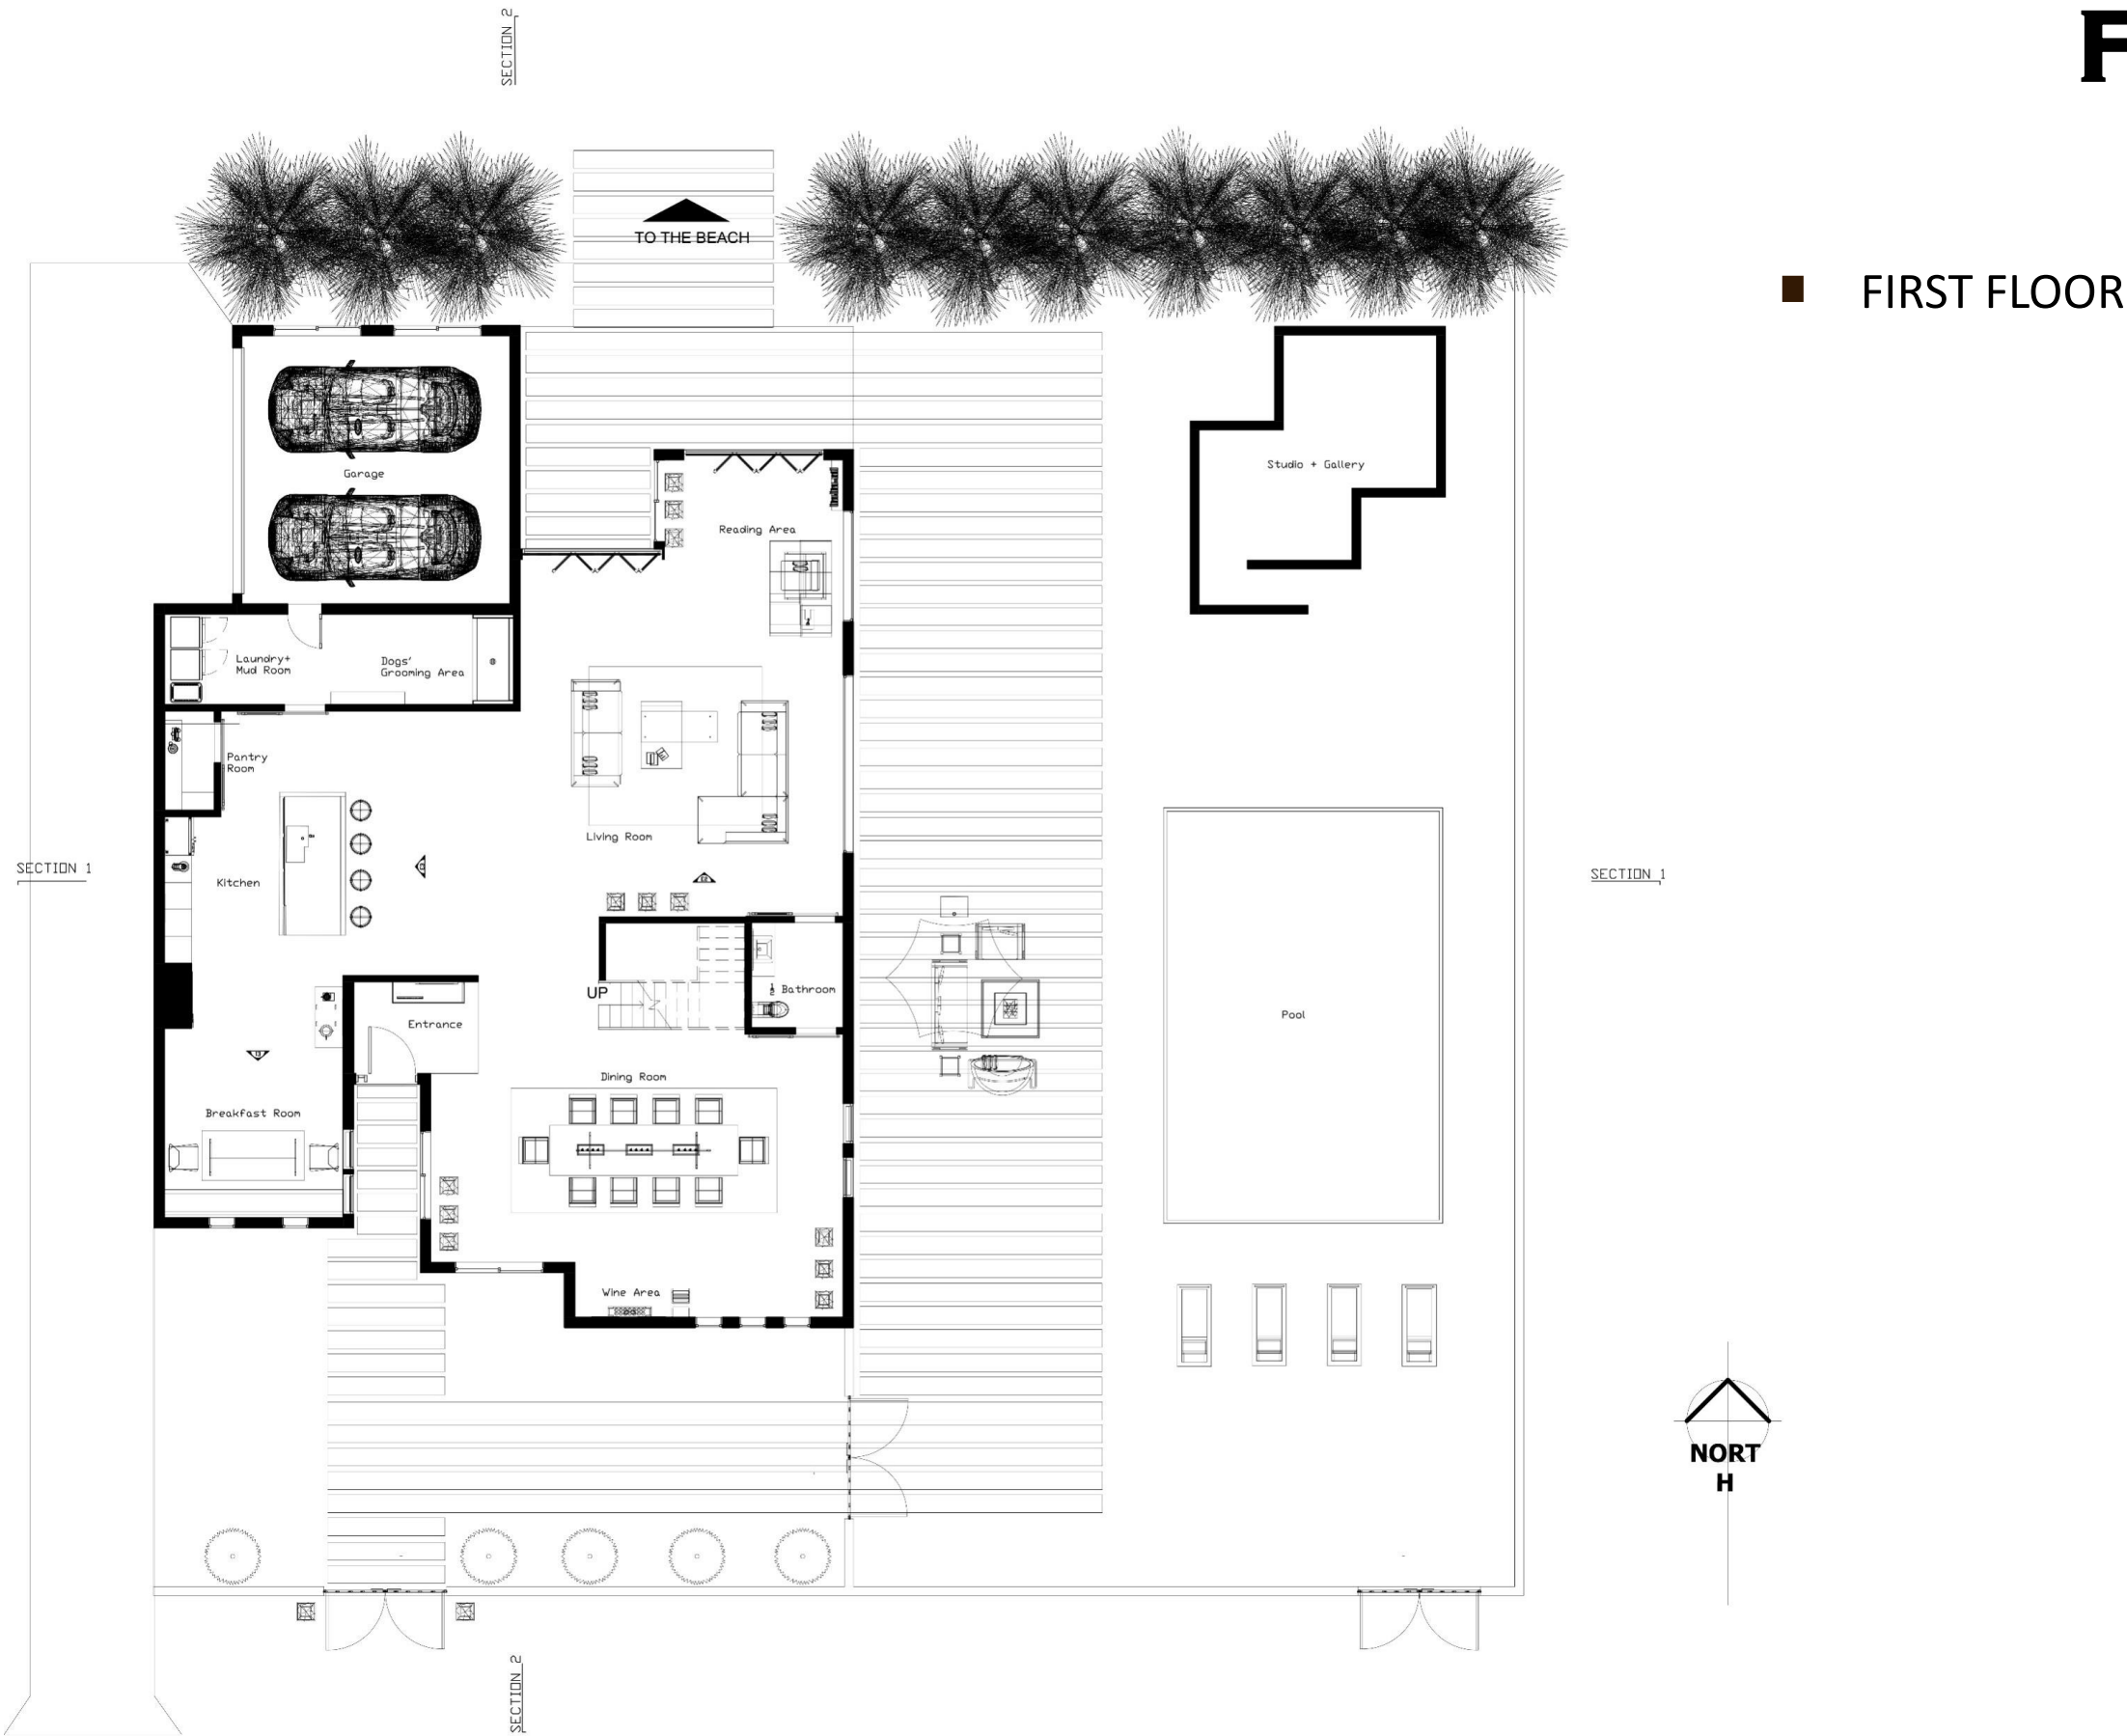 SECTION 2
F
TO THE BEACH
FIRST FLOOR
Garage
Studio + Gallery
Reading Area
Laundry+
Mud Room
Dogs'
Grooming Area
Pantry
Room
Living Room
SECTION 1
Kitchen
SECTION 1
UP
1/2 Bathroom
Entrance
Pool
Dining Room
Breakfast Room
Wine Area
NORT
H
SECTION 2